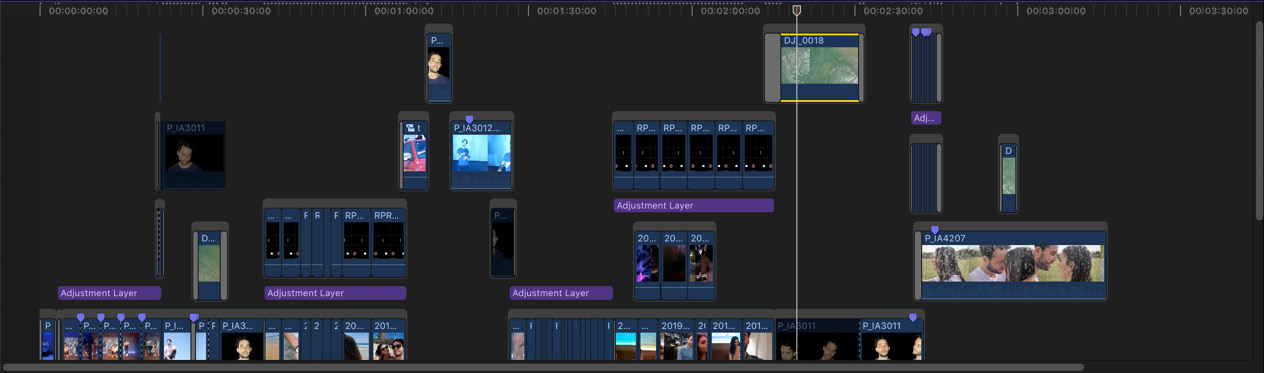 00:00:00:00 00:00:30:00 00:01:00:00 00:01:30:00 00:02:00:00 00:02:30:00 00:03:00:00 00:03:30:00
P... DJI_0018
P_IA3011 t P_IA3012... ... RP... RP... RP... RP... RP... Adj...
D
Adjustment Layer
... ... F R F RP... RPR... P...
D... 20... 20... 20... P_IA4207
Adjustment Layer Adjustment Layer Adjustment Layer
P ... P... P... P... P... P_I... P... P_IA3... ... ... 2 2 2 20... 201... ... 2... ... 2019... 201... 201... P_IA3011 P_IA3011